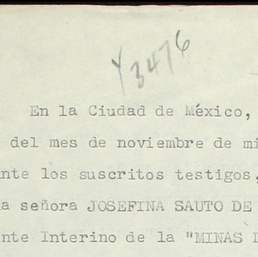 Y3476
En la Ciudad de México,
del mes de noviembre de mi
nte los suscritos testigos,
a señora JOSEFINA SAUTO DE
nte Interino de la "MINAS D